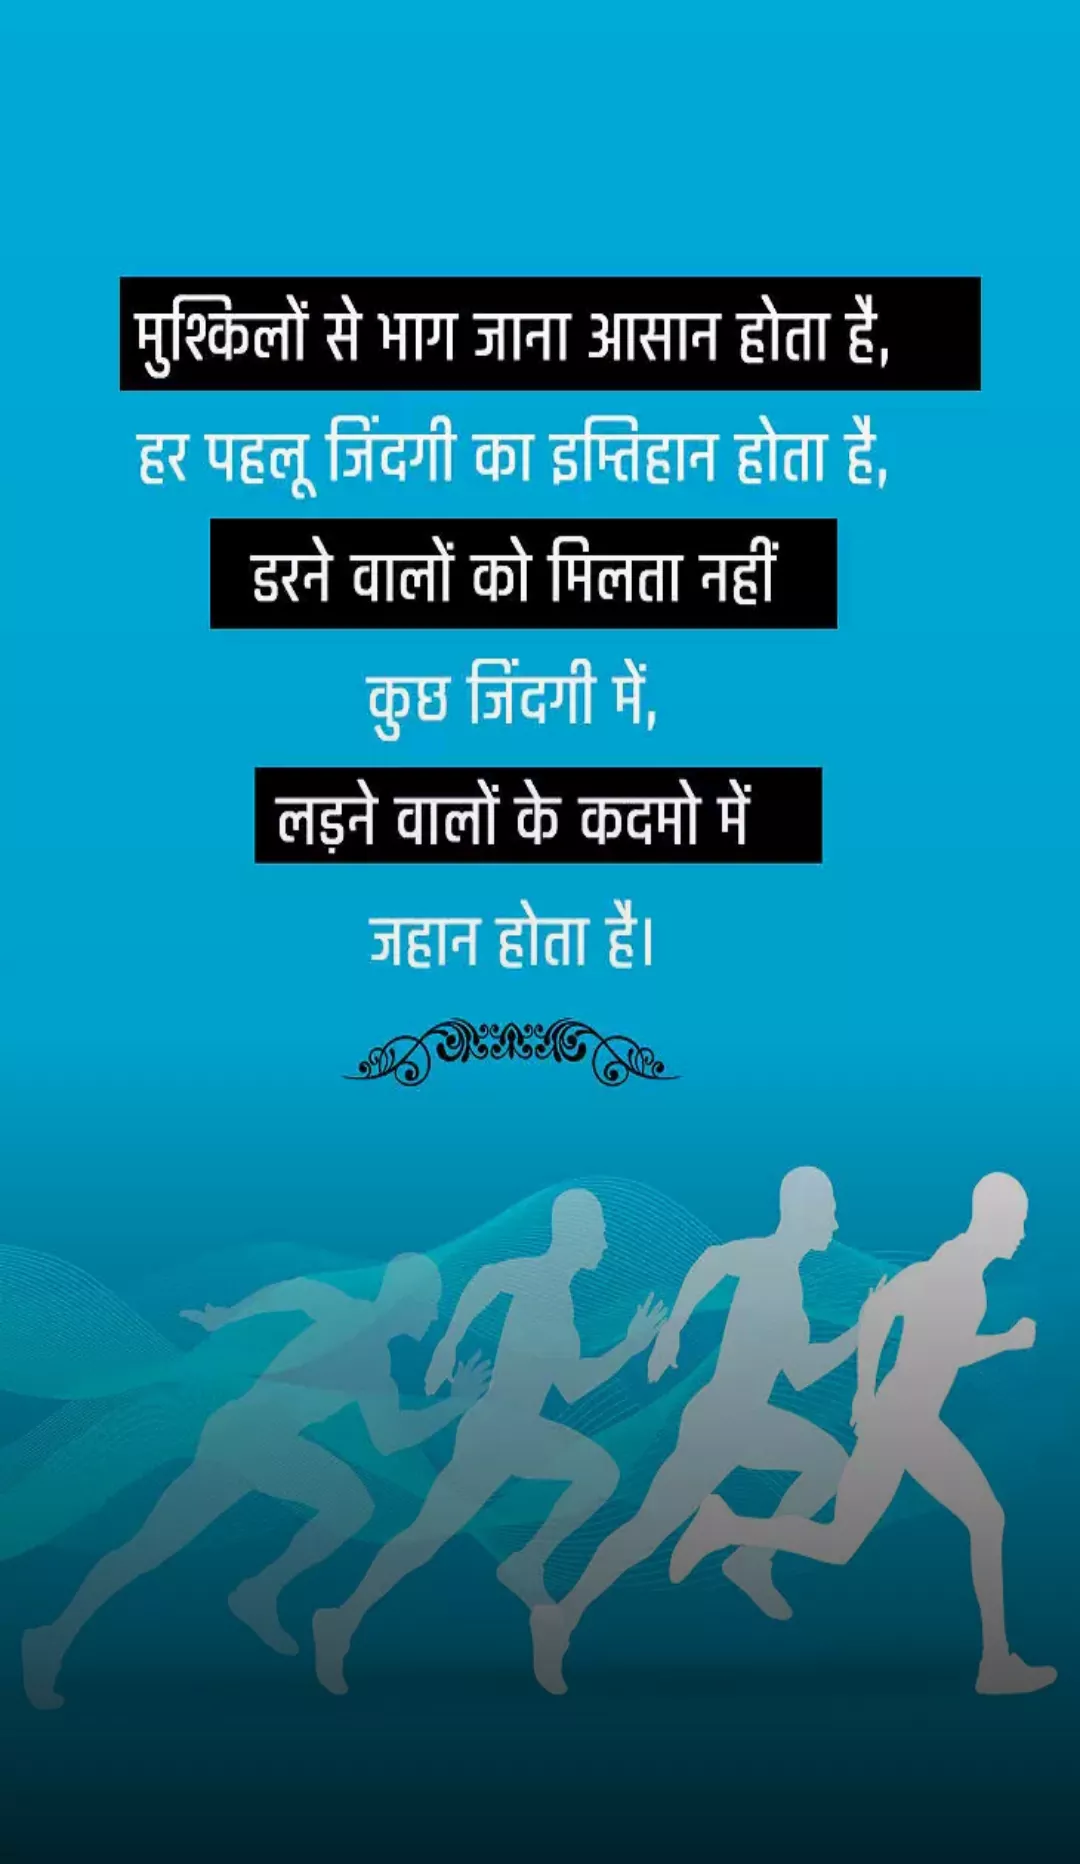 मुश्किलों से भाग जाना आसान होता है,
हर पहलू जिंदगी का इम्तिहान होता है,
डरने वालों को मिलता नहीं
कुछ जिंदगी में,
लड़ने वालों के कदमो में
जहान होता है।